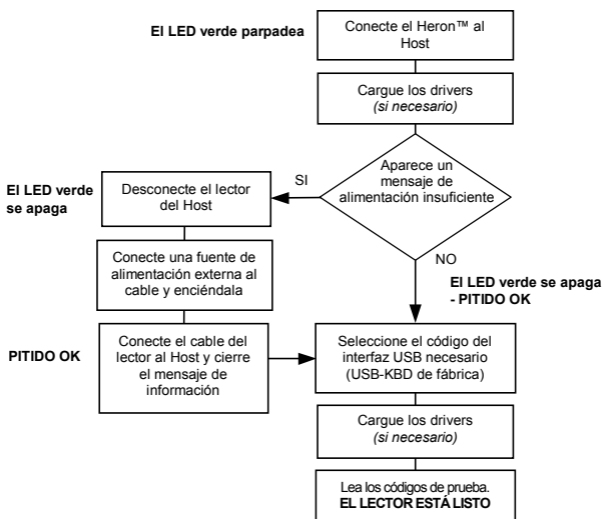 El LED verde parpadea
Conecte el Heron™ al
Host
Cargue los drivers
(si necesario)
Aparece un
mensaje de
alimentación insuficiente
SI
El LED verde
se apaga
Desconecte el lector
del Host
Conecte una fuente de
alimentación externa al
cable y enciéndala
NO
El LED verde se apaga
- PITIDO OK
PITIDO OK
Conecte el cable del
lector al Host y cierre
el mensaje de
información
Seleccione el código del
interfaz USB necesario
(USB-KBD de fábrica)
Cargue los drivers
(si necesario)
Lea los códigos de prueba.
EL LECTOR ESTÁ LISTO